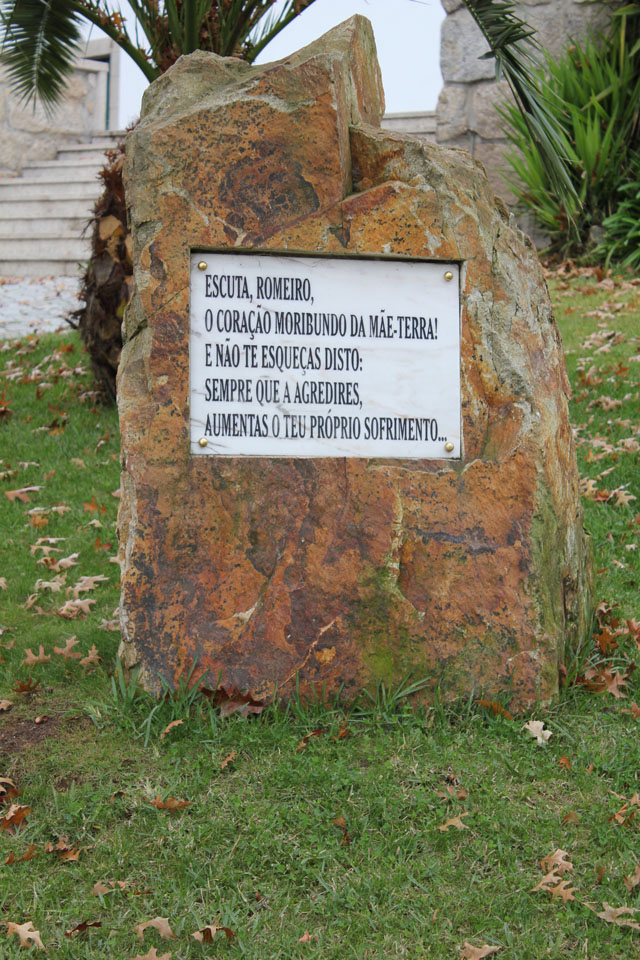 ESCUTA, ROMEIRO,
O CORAÇÃO MORIBUNDO DA MÃE-TERRA!
E NÃO TE ESQUEÇAS DISTO:
SEMPRE QUE A AGREDIRES,
AUMENTAS O TEU PRÓPRIO SOFRIMENTO...